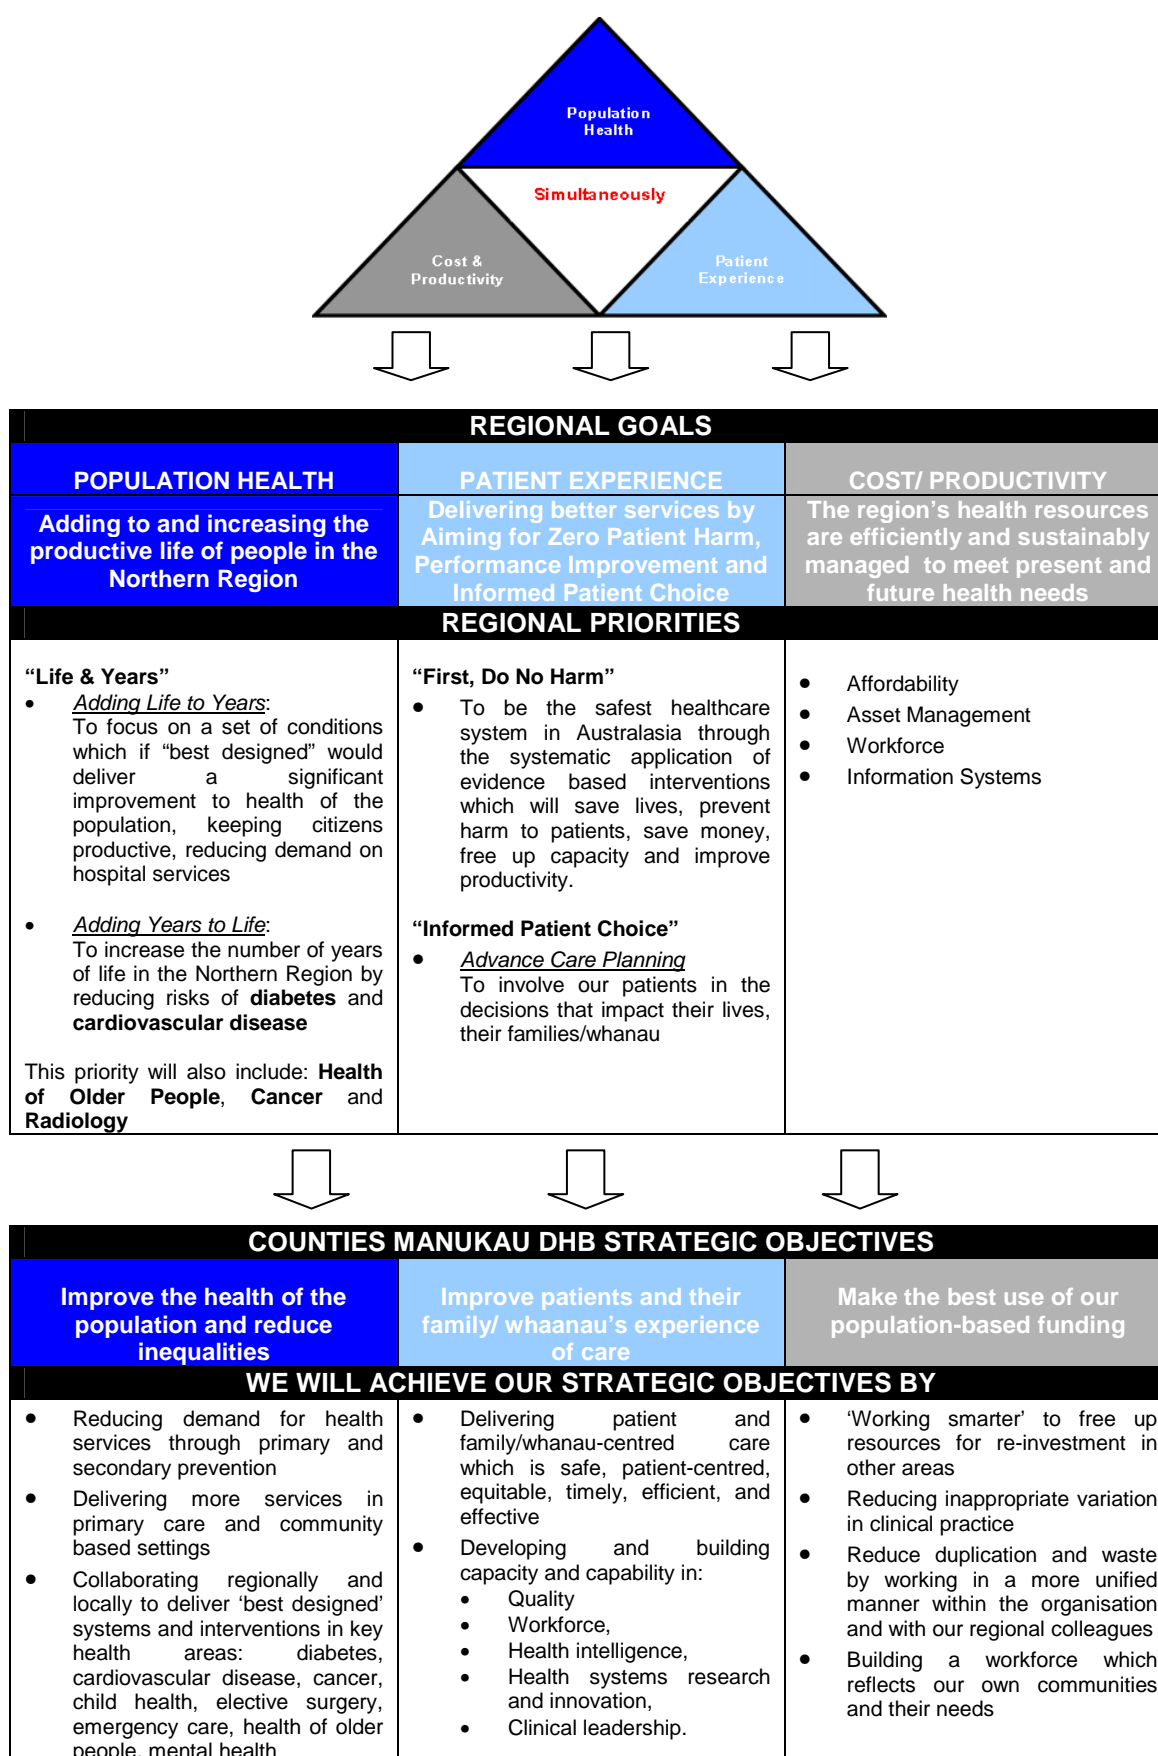 Population
Health
Simultaneously
Cost &
Productivity
Patient
Experience
REGIONAL GOALS
POPULATION HEALTH
Adding to and increasing the
productive life of people in the
Northern Region
PATIENT EXPERIENCE
Delivering better services by
Aiming for Zero Patient Harm,
Performance Improvement and
Informed Patient Choice
COST/ PRODUCTIVITY
The region's health resources
are efficiently and sustainably
managed to meet present and
future health needs
REGIONAL PRIORITIES
“Life & Years”
• Adding Life to Years:
To focus on a set of conditions
which if “best designed” would
deliver a significant
improvement to health of the
population, keeping citizens
productive, reducing demand on
hospital services
• Adding Years to Life:
To increase the number of years
of life in the Northern Region by
reducing risks of diabetes and
cardiovascular disease
This priority will also include: Health
of Older People, Cancer and
Radiology
“First, Do No Harm”
• To be the safest healthcare
system in Australasia through
the systematic application of
evidence based interventions
which will save lives, prevent
harm to patients, save money,
free up capacity and improve
productivity.
“Informed Patient Choice”
• Advance Care Planning
To involve our patients in the
decisions that impact their lives,
their families/whanau
• Affordability
• Asset Management
• Workforce
• Information Systems
COUNTIES MANUKAU DHB STRATEGIC OBJECTIVES
Improve the health of the
population and reduce
inequalities
Improve patients and their
family/ whaanau's experience
of care
Make the best use of our
population-based funding
WE WILL ACHIEVE OUR STRATEGIC OBJECTIVES BY
• Reducing demand for health
services through primary and
secondary prevention
• Delivering more services in
primary care and community
based settings
• Collaborating regionally and
locally to deliver ‘best designed’
systems and interventions in key
health areas: diabetes,
cardiovascular disease, cancer,
child health, elective surgery,
emergency care, health of older
people, mental health
• Delivering patient and
family/whanau-centred care
which is safe, patient-centred,
equitable, timely, efficient, and
effective
• Developing and building
capacity and capability in:
• Quality
• Workforce,
• Health intelligence,
• Health systems research
and innovation,
• Clinical leadership.
• ‘Working smarter’ to free up
resources for re-investment in
other areas
• Reducing inappropriate variation
in clinical practice
• Reduce duplication and waste
by working in a more unified
manner within the organisation
and with our regional colleagues
• Building a workforce which
reflects our own communities
and their needs